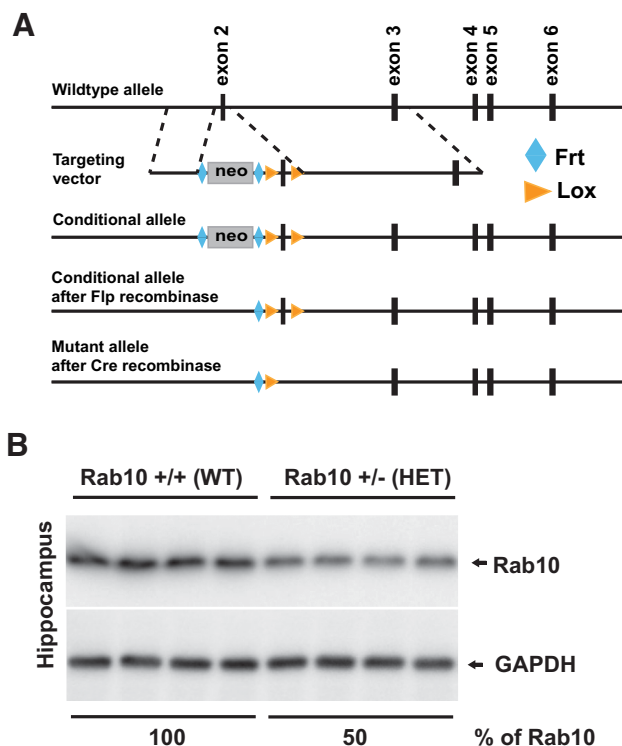 A
exon 2
exon 3
exon 4
exon 5
exon 6
Wildtype allele
Targeting
vector
neo
Frt
Lox
Conditional allele
neo
Conditional allele
after Flp recombinase
Mutant allele
after Cre recombinase
B
Rab10 +/+ (WT)
Rab10 +/- (HET)
Hippocampus
Rab10
GAPDH
100
50
% of Rab10